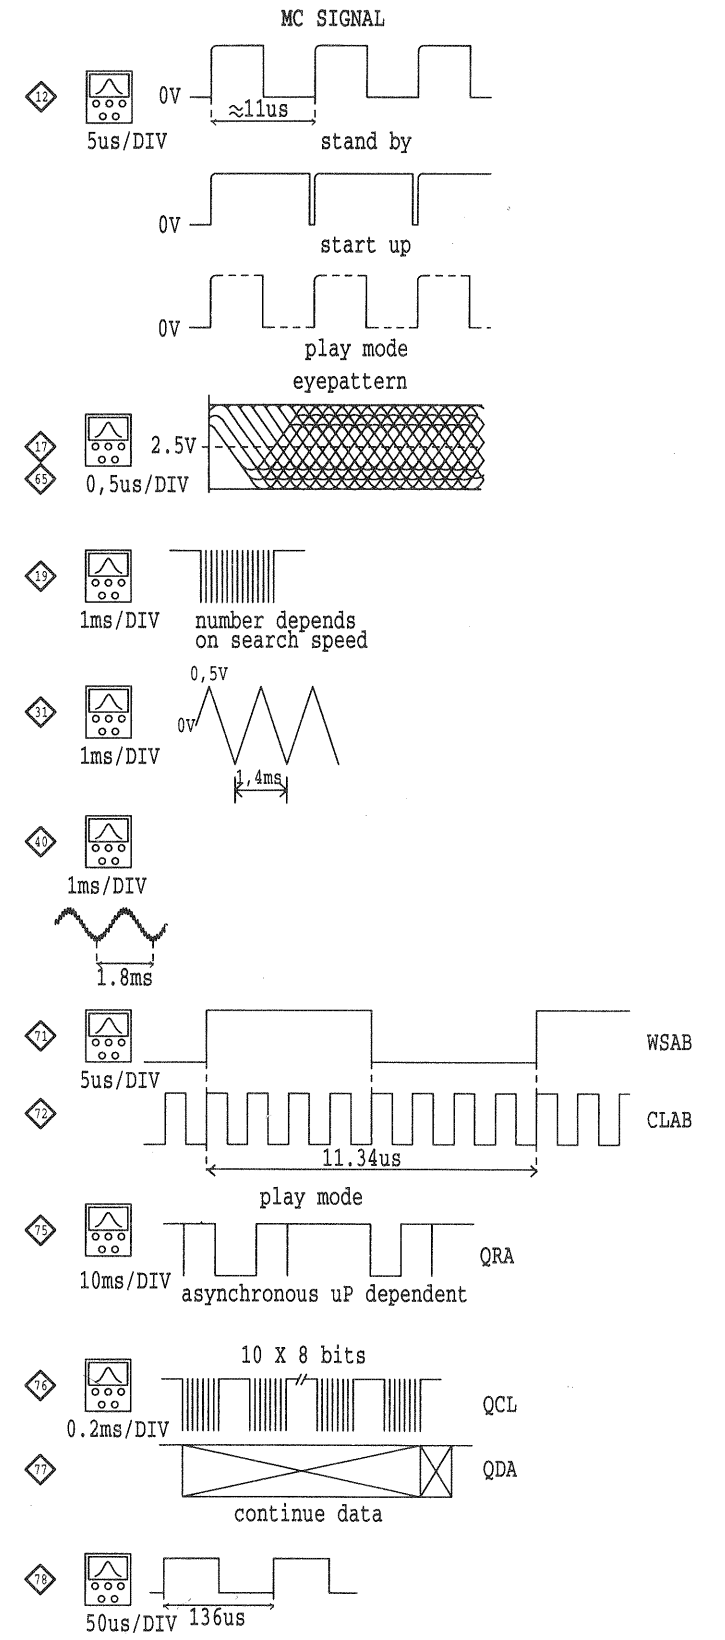 MC SIGNAL
12
0V
≈11us
5us/DIV
stand by
0V
start up
0V
play mode
eyepattern
17
2.5V
65
0,5us/DIV
19
1ms/DIV
number depends
on search speed
0,5V
31
0V
1ms/DIV
1,4ms
40
1ms/DIV
1.8ms
71
WSAB
5us/DIV
72
CLAB
11.34us
play mode
75
QRA
10ms/DIV
asynchronous uP dependent
10 X 8 bits
76
QCL
0.2ms/DIV
77
QDA
continue data
78
50us/DIV
136us